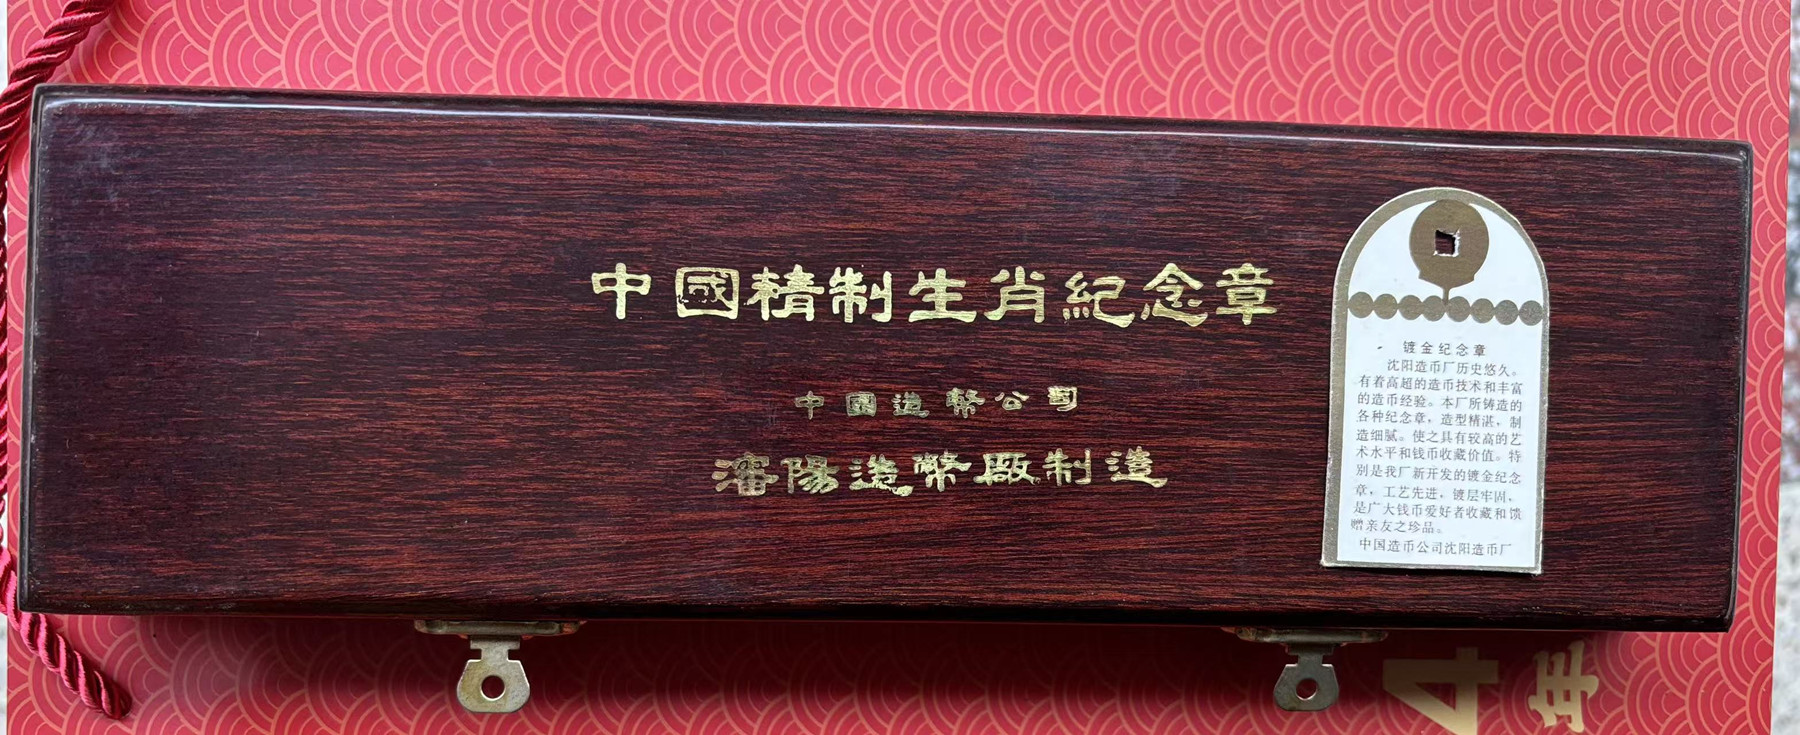 中國精制生肖紀念章
中國造幣公司
瀋陽造幣廠制造
镀金纪念章
沈阳造币厂历史悠久。
有着高超的造币技术和丰富
的造币经验。本厂所铸造的
各种纪念章，造型精湛，制
造细腻。使之具有较高的艺
术水平和钱币收藏价值。特
别是我厂新开发的镀金纪念
章，工艺先进，镀层牢固，
是广大钱币爱好者收藏和馈
赠亲友之珍品。
中国造币公司沈阳造币厂
4
年